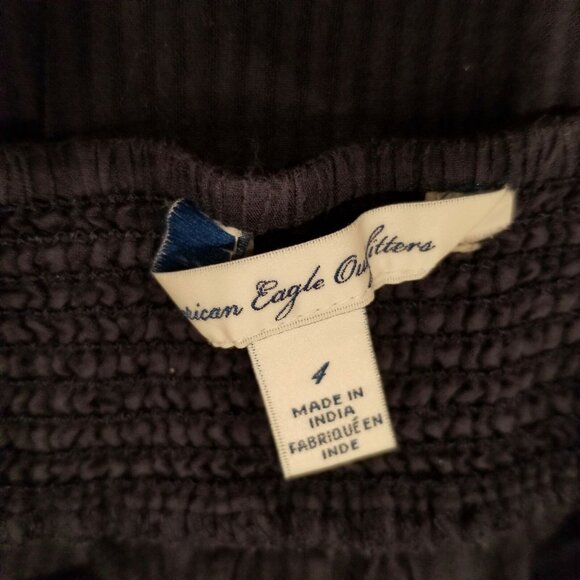 rican Eagle Outfitters
4
MADE IN
INDIA
FABRIQUÉ EN
INDE